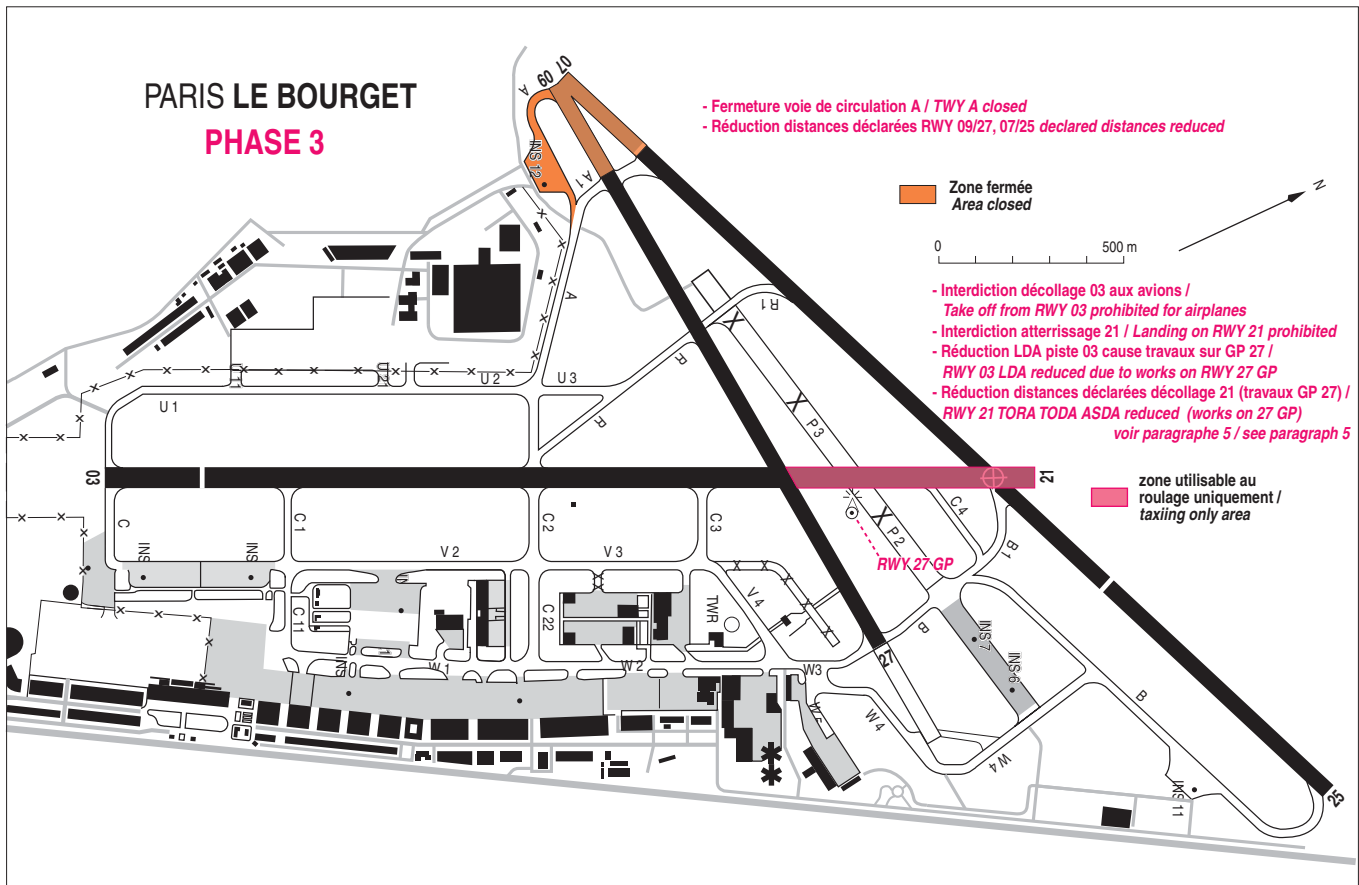 PARIS LE BOURGET
PHASE 3
- Fermeture voie de circulation A / TWY A closed
- Réduction distances déclarées RWY 09/27, 07/25 declared distances reduced
Zone fermée
Area closed
N
0 500 m
- Interdiction décollage 03 aux avions /
Take off from RWY 03 prohibited for airplanes
- Interdiction atterrissage 21 / Landing on RWY 21 prohibited
- Réduction LDA piste 03 cause travaux sur GP 27 /
RWY 03 LDA reduced due to works on RWY 27 GP
- Réduction distances déclarées décollage 21 (travaux GP 27) /
RWY 21 TORA TODA ASDA reduced (works on 27 GP)
voir paragraphe 5 / see paragraph 5
zone utilisable au
roulage uniquement /
taxiing only area
09
07
A
INS 12
A 1
A
R 1
R
R
U 2
U 3
U 1
P3
P2
03
21
C
C 1
C 2
C 3
C4
B1
INS
INS
V 2
V 3
V 4
RWY 27 GP
C 11
C 22
TWR
B
27
INS 7
INS 6
INS
W 1
W 2
W3
W 4
W 4
B
INS 11
25